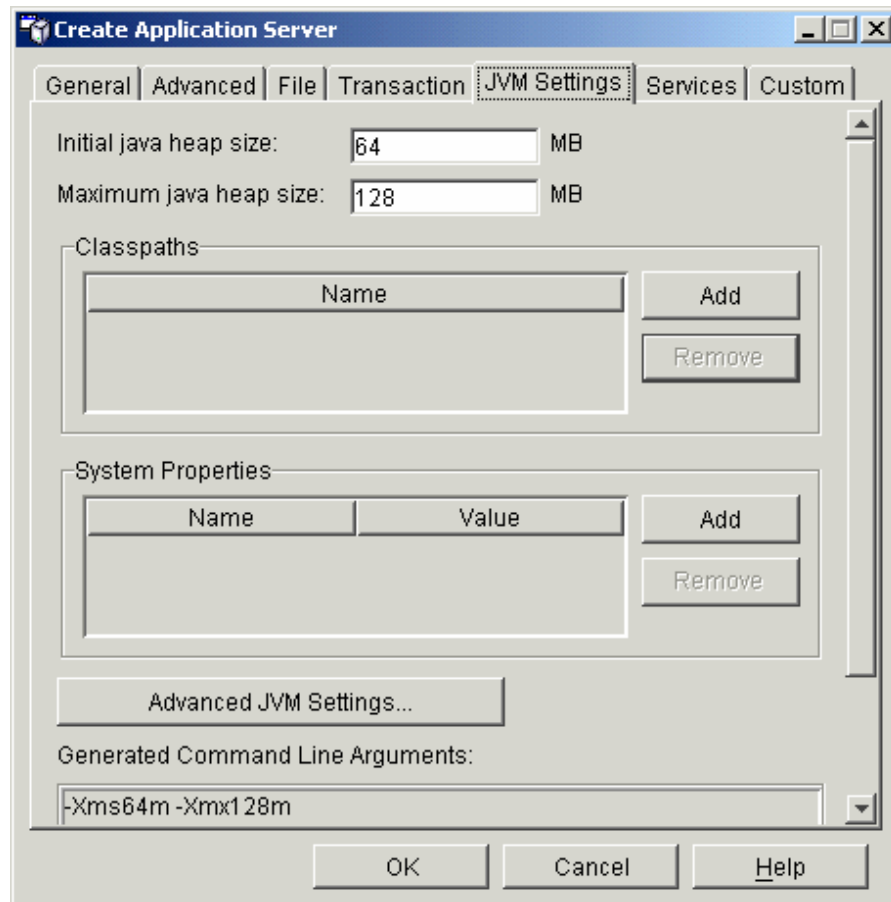 Create Application Server
General Advanced File Transaction JVM Settings Services Custom
Initial java heap size: 64 MB
Maximum java heap size: 128 MB
Classpaths
Name Add
Remove
System Properties
Name Value Add
Remove
Advanced JVM Settings...
Generated Command Line Arguments:
-Xms64m -Xmx128m
OK Cancel Help